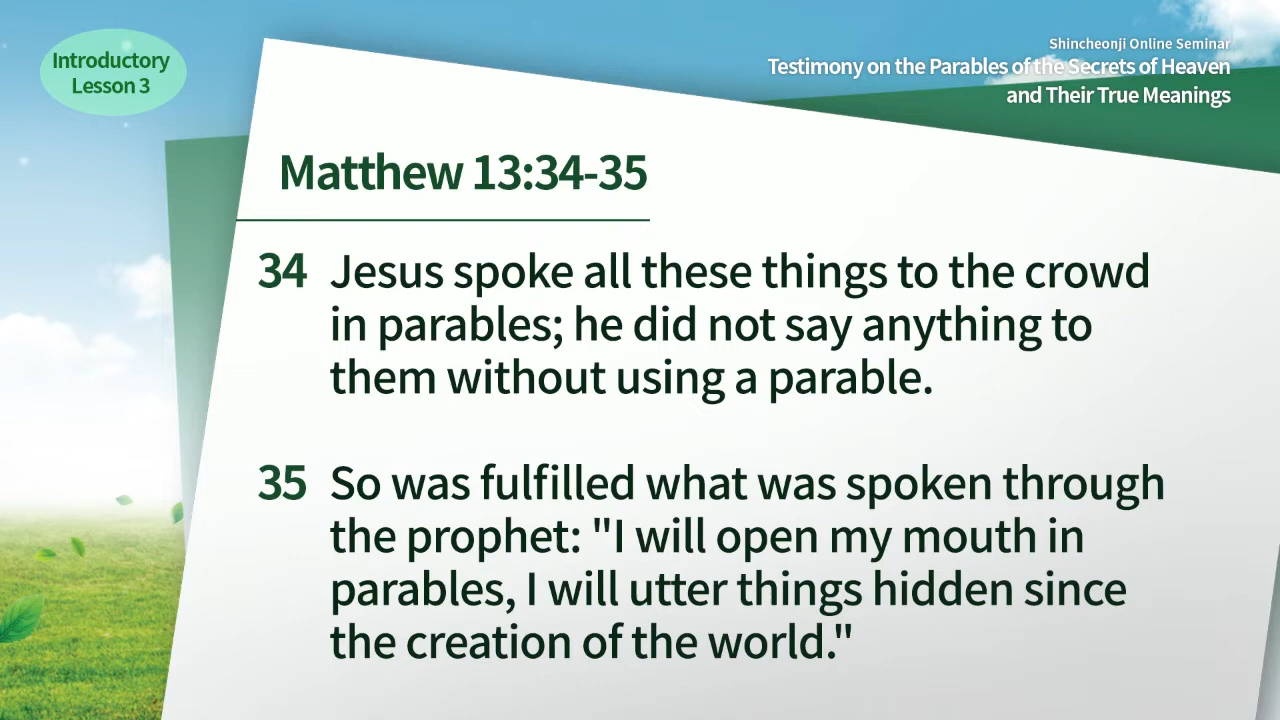 Introductory
Lesson 3
Shincheonji Online Seminar
Testimony on the Parables of the Secrets of Heaven
and Their True Meanings
Matthew 13:34-35
34 Jesus spoke all these things to the crowd
in parables; he did not say anything to
them without using a parable.
35 So was fulfilled what was spoken through
the prophet: "I will open my mouth in
parables, I will utter things hidden since
the creation of the world."